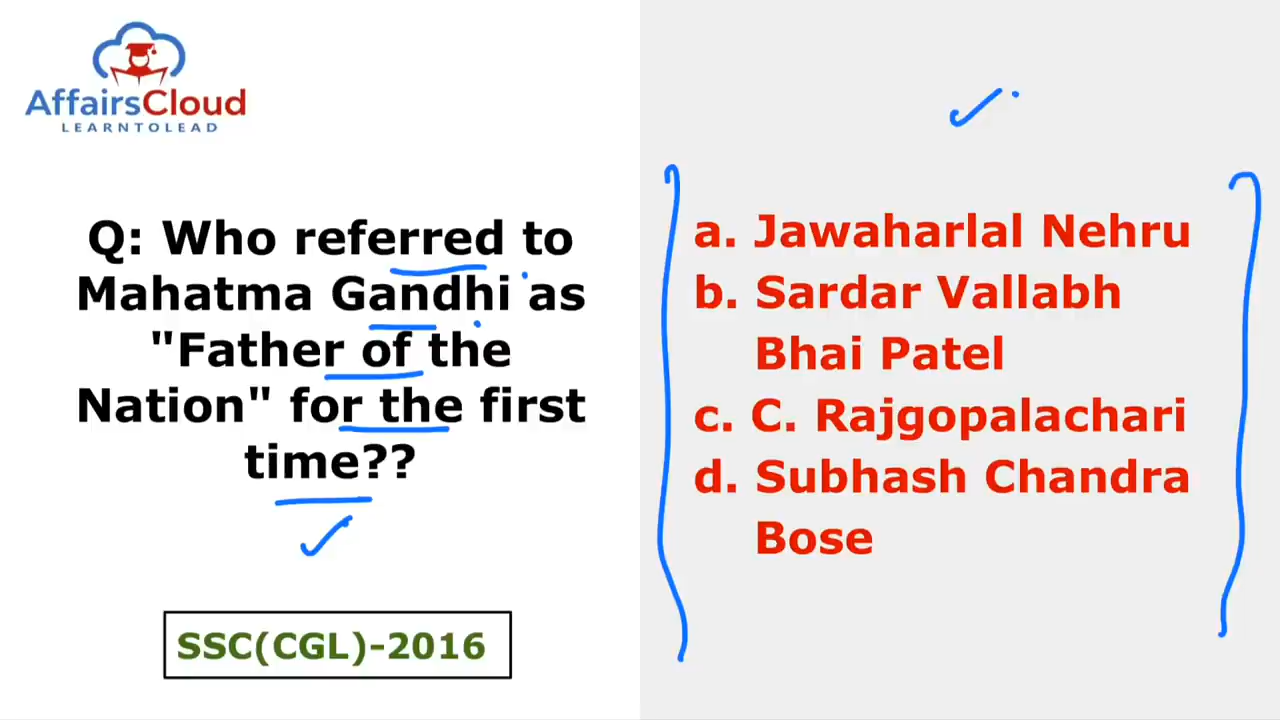 AffairsCloud
LEARNTOLEAD
Q: Who referred to
Mahatma Gandhi as
"Father of the
Nation" for the first
time??
SSC(CGL)-2016
a. Jawaharlal Nehru
b. Sardar Vallabh
Bhai Patel
c. C. Rajgopalachari
d. Subhash Chandra
Bose